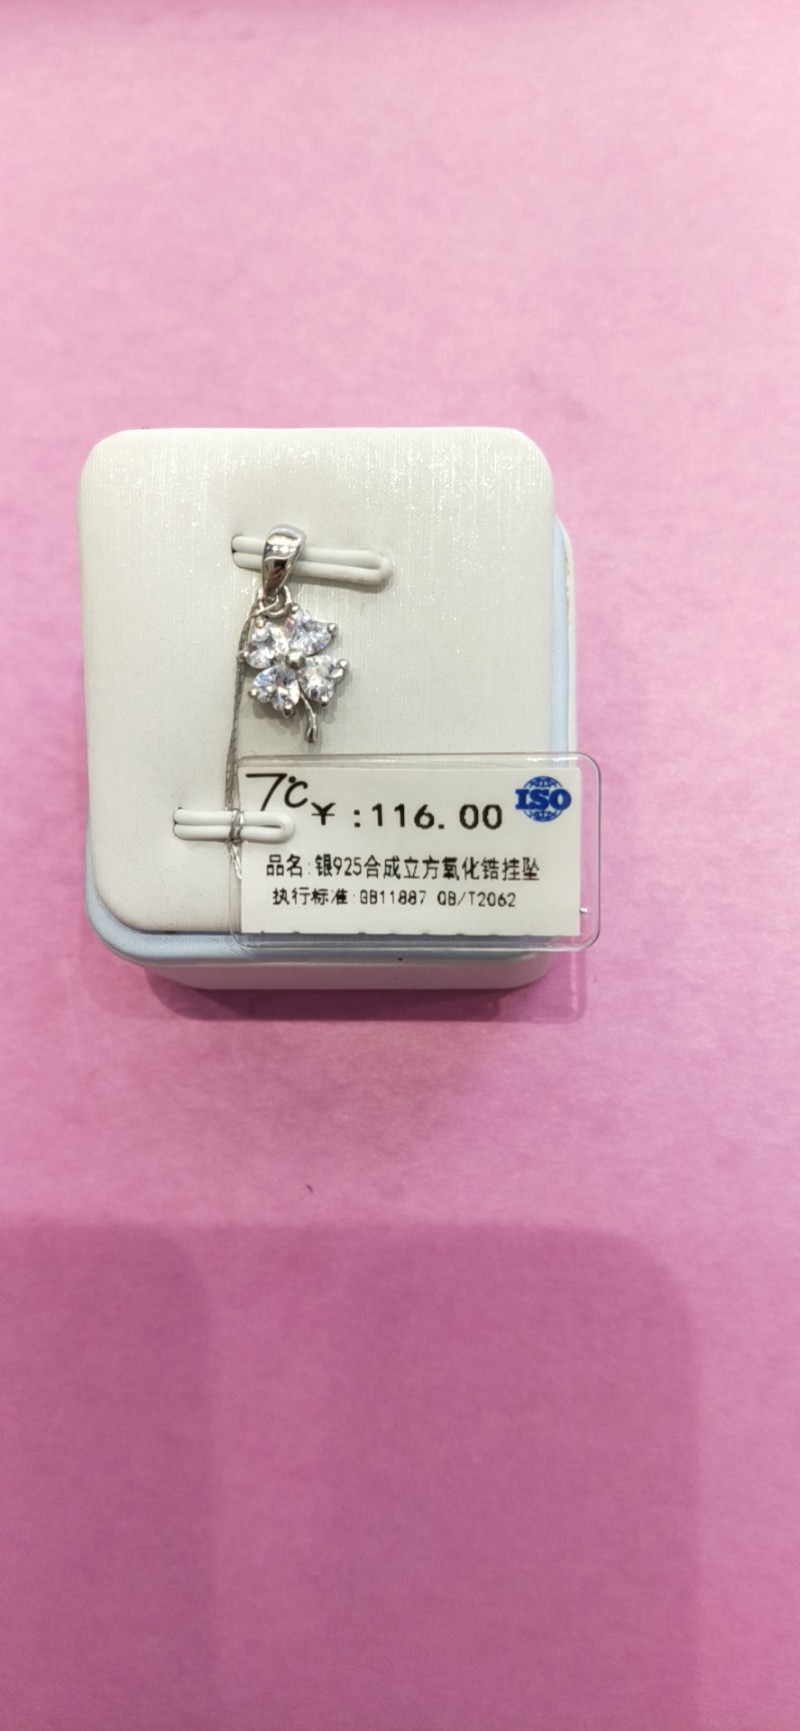 7℃
¥:116.00
ISO
品名:银925合成立方氧化锆挂坠
执行标准:GB11887 QB/T2062